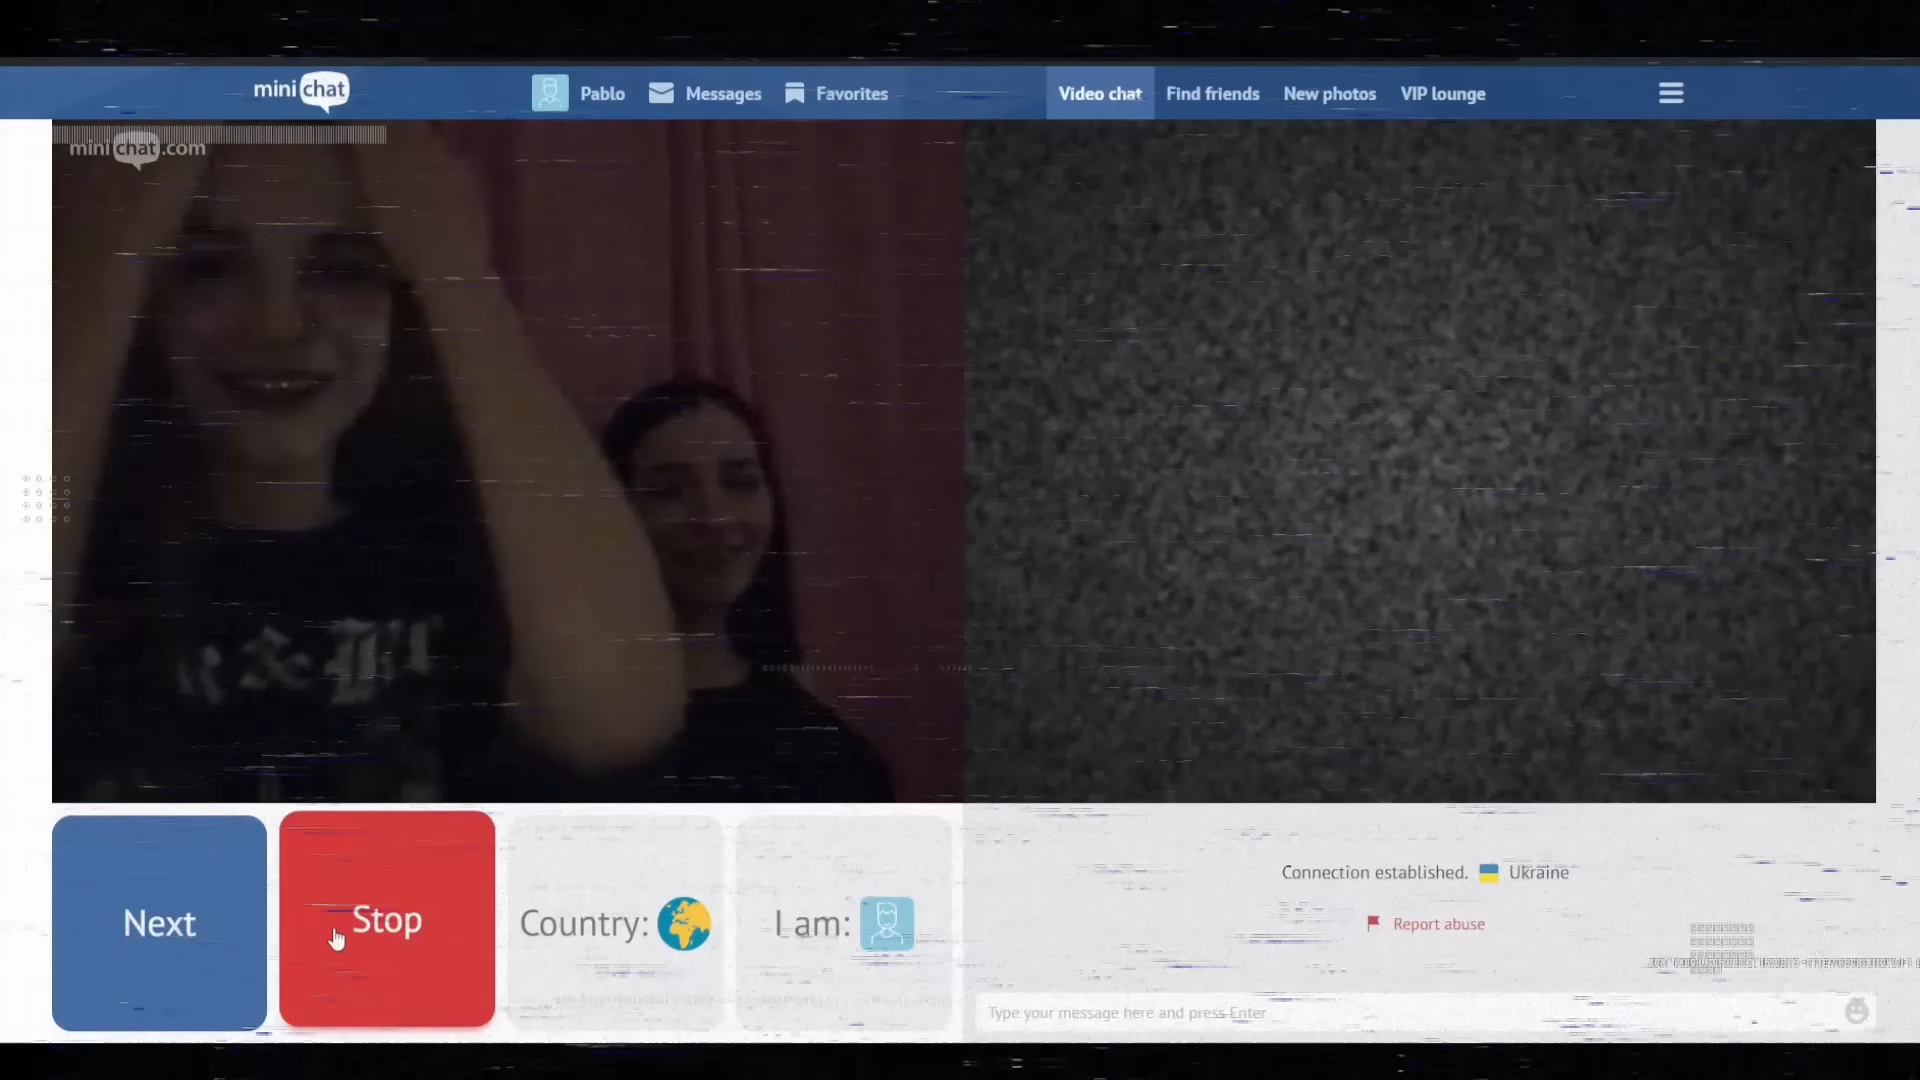 mini chat
Pablo
Messages
Favorites
Video chat
Find friends
New photos
VIP lounge
mini chat .com
Next
Stop
Country:
I am:
Connection established. Ukraine
Report abuse
Type your message here and press Enter